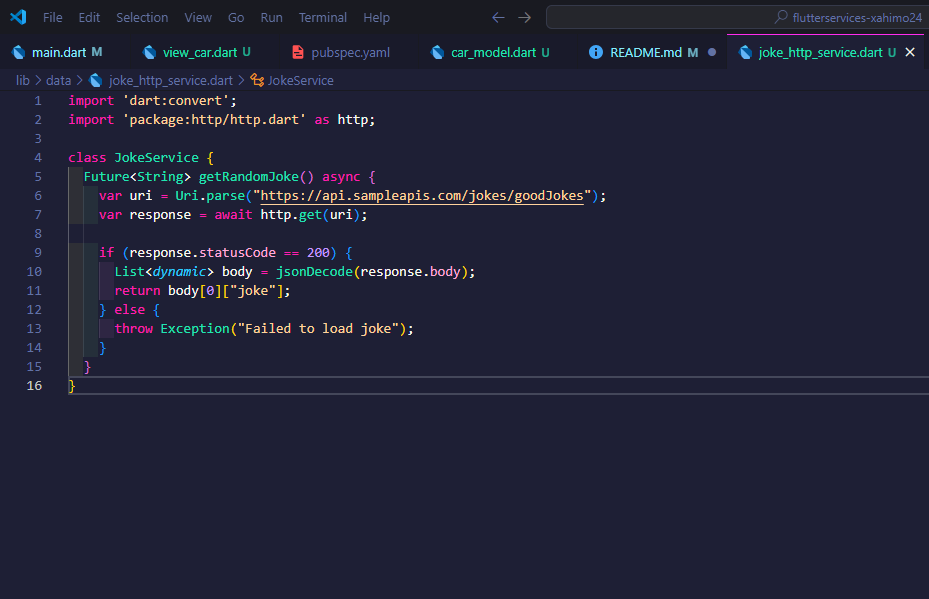 File Edit Selection View Go Run Terminal Help flutterservices-xahimo24
main.dart M view_car.dart U pubspec.yaml car_model.dart U README.md M joke_http_service.dart U
lib > data > joke_http_service.dart > JokeService
1 import 'dart:convert';
2 import 'package:http/http.dart' as http;
3
4 class JokeService {
5 Future<String> getRandomJoke() async {
6 var uri = Uri.parse("https://api.sampleapis.com/jokes/goodJokes");
7 var response = await http.get(uri);
8
9 if (response.statusCode == 200) {
10 List<dynamic> body = jsonDecode(response.body);
11 return body[0]["joke"];
12 } else {
13 throw Exception("Failed to load joke");
14 }
15 }
16 }